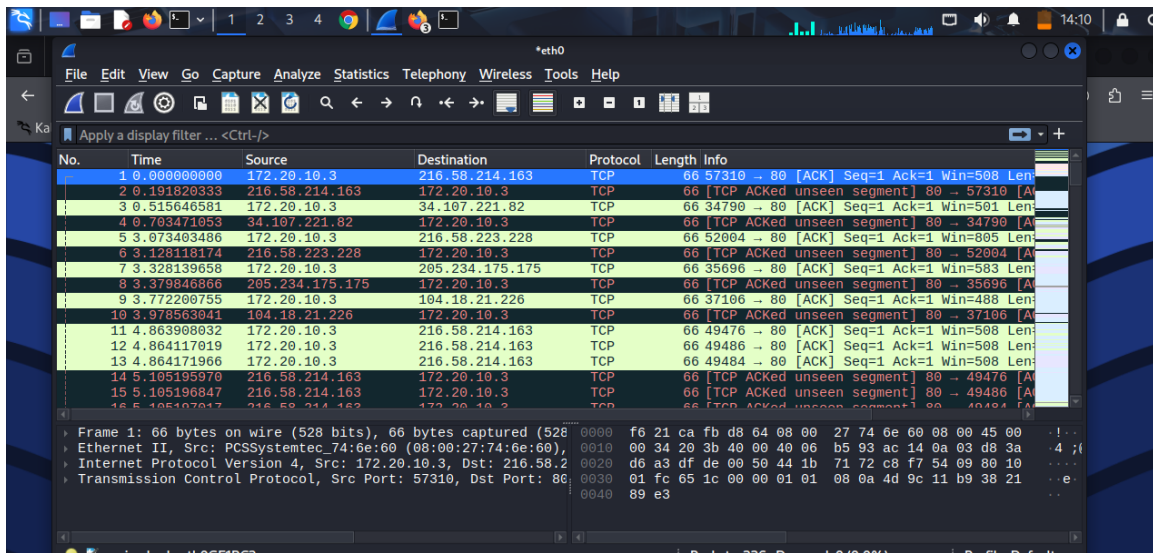 1 2 3 4 14:10
*eth0
File Edit View Go Capture Analyze Statistics Telephony Wireless Tools Help
Ka
Apply a display filter … <Ctrl-/>
No. Time Source Destination Protocol Length Info
1 0.000000000 172.20.10.3 216.58.214.163 TCP 66 57310 → 80 [ACK] Seq=1 Ack=1 Win=508 Len=
2 0.191820333 216.58.214.163 172.20.10.3 TCP 66 [TCP ACKed unseen segment] 80 → 57310 [A
3 0.515646581 172.20.10.3 34.107.221.82 TCP 66 34790 → 80 [ACK] Seq=1 Ack=1 Win=501 Len=
4 0.703471053 34.107.221.82 172.20.10.3 TCP 66 [TCP ACKed unseen segment] 80 → 34790 [A
5 3.073403486 172.20.10.3 216.58.223.228 TCP 66 52004 → 80 [ACK] Seq=1 Ack=1 Win=805 Len=
6 3.128118174 216.58.223.228 172.20.10.3 TCP 66 [TCP ACKed unseen segment] 80 → 52004 [A
7 3.328139658 172.20.10.3 205.234.175.175 TCP 66 35696 → 80 [ACK] Seq=1 Ack=1 Win=583 Len=
8 3.379846866 205.234.175.175 172.20.10.3 TCP 66 [TCP ACKed unseen segment] 80 → 35696 [A
9 3.772200755 172.20.10.3 104.18.21.226 TCP 66 37106 → 80 [ACK] Seq=1 Ack=1 Win=488 Len=
10 3.978563041 104.18.21.226 172.20.10.3 TCP 66 [TCP ACKed unseen segment] 80 → 37106 [A
11 4.863908032 172.20.10.3 216.58.214.163 TCP 66 49476 → 80 [ACK] Seq=1 Ack=1 Win=508 Len=
12 4.864117019 172.20.10.3 216.58.214.163 TCP 66 49486 → 80 [ACK] Seq=1 Ack=1 Win=508 Len=
13 4.864171966 172.20.10.3 216.58.214.163 TCP 66 49484 → 80 [ACK] Seq=1 Ack=1 Win=508 Len=
14 5.105195970 216.58.214.163 172.20.10.3 TCP 66 [TCP ACKed unseen segment] 80 → 49476 [A
15 5.105196847 216.58.214.163 172.20.10.3 TCP 66 [TCP ACKed unseen segment] 80 → 49486 [A
16 5.105197017 216.58.214.163 172.20.10.3 TCP 66 [TCP ACKed unseen segment] 80 → 49484 [A
Frame 1: 66 bytes on wire (528 bits), 66 bytes captured (528
Ethernet II, Src: PCSSystemtec_74:6e:60 (08:00:27:74:6e:60),
Internet Protocol Version 4, Src: 172.20.10.3, Dst: 216.58.2
Transmission Control Protocol, Src Port: 57310, Dst Port: 80
0000 f6 21 ca fb d8 64 08 00 27 74 6e 60 08 00 45 00 ·!··
0010 00 34 20 3b 40 00 40 06 b5 93 ac 14 0a 03 d8 3a ·4 ;
0020 d6 a3 df de 00 50 44 1b 71 72 c8 f7 54 09 80 10 ····
0030 01 fc 65 1c 00 00 01 01 08 0a 4d 9c 11 b9 38 21 ··e·
0040 89 e3 ··